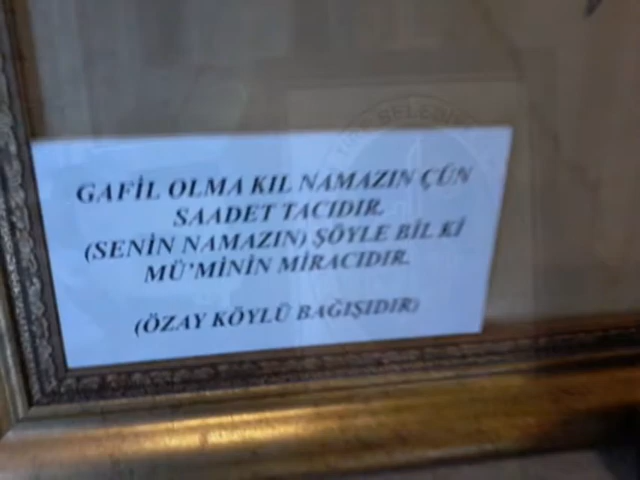 GAFİL OLMA KIL NAMAZIN ÇÜN
SAADET TACIDIR.
(SENİN NAMAZIN) ŞÖYLE BİL Kİ
MÜ'MİNİN MİRACIDIR.
(ÖZAY KÖYLÜ BAĞIŞIDIR)